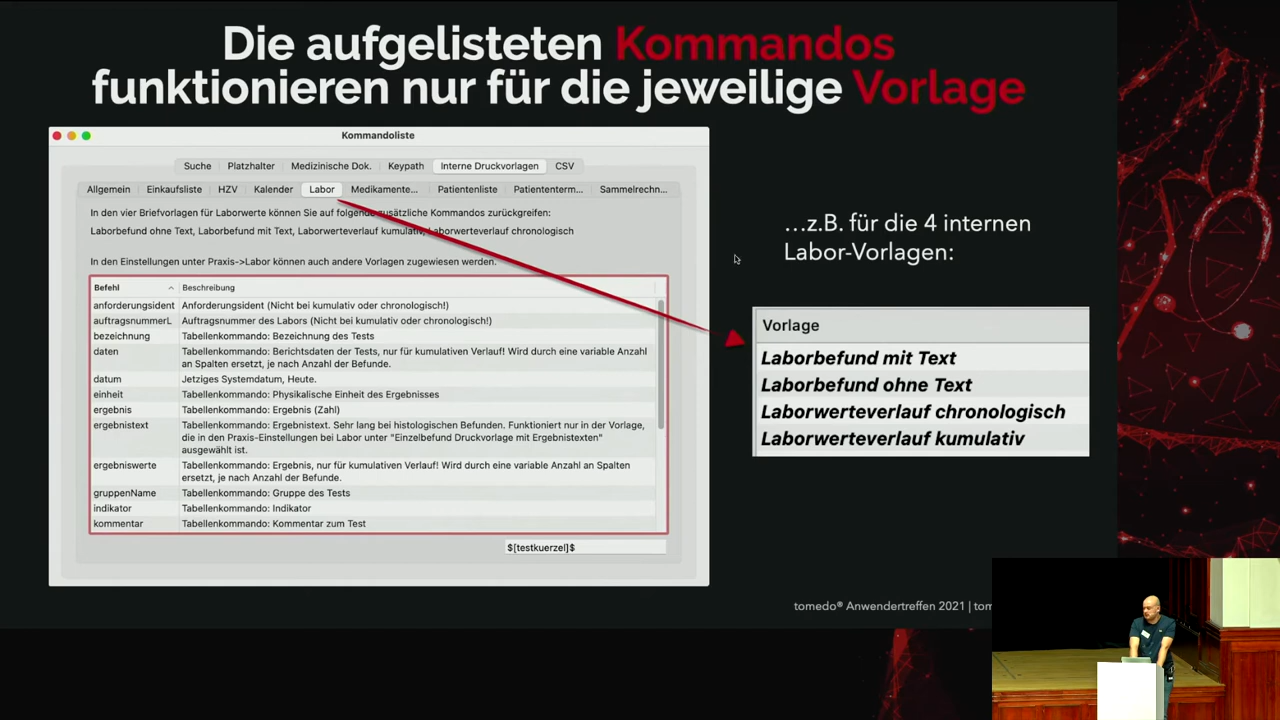 Die aufgelisteten Kommandos
funktionieren nur für die jeweilige Vorlage
Kommandoliste
Suche Platzhalter Medizinische Dok. Keypath Interne Druckvorlagen CSV
Allgemein Einkaufsliste HZV Kalender Labor Medikamente... Patientenliste Patiententerm... Sammelrechn...
In den vier Briefvorlagen für Laborwerte können Sie auf folgende zusätzliche Kommandos zurückgreifen:
Laborbefund ohne Text, Laborbefund mit Text, Laborwerteverlauf kumulativ, Laborwerteverlauf chronologisch
In den Einstellungen unter Praxis->Labor können auch andere Vorlagen zugewiesen werden.
Befehl Beschreibung
anforderungsident Anforderungsident (Nicht bei kumulativ oder chronologisch!)
auftragsnummerL Auftragsnummer des Labors (Nicht bei kumulativ oder chronologisch!)
bezeichnung Tabellenkommando: Bezeichnung des Tests
daten Tabellenkommando: Berichtsdaten der Tests, nur für kumulativen Verlauf! Wird durch eine variable Anzahl
an Spalten ersetzt, je nach Anzahl der Befunde.
datum Jetziges Systemdatum, Heute.
einheit Tabellenkommando: Physikalische Einheit des Ergebnisses
ergebnis Tabellenkommando: Ergebnis (Zahl)
ergebnistext Tabellenkommando: Ergebnistext. Sehr lang bei histologischen Befunden. Funktioniert nur in der Vorlage,
die in den Praxis-Einstellungen bei Labor unter "Einzelbefund Druckvorlage mit Ergebnistexten"
ausgewählt ist.
ergebniswerte Tabellenkommando: Ergebnis, nur für kumulativen Verlauf! Wird durch eine variable Anzahl an Spalten
ersetzt, je nach Anzahl der Befunde.
gruppenName Tabellenkommando: Gruppe des Tests
indikator Tabellenkommando: Indikator
kommentar Tabellenkommando: Kommentar zum Test
$[testkuerzel]$
...z.B. für die 4 internen
Labor-Vorlagen:
Vorlage
Laborbefund mit Text
Laborbefund ohne Text
Laborwerteverlauf chronologisch
Laborwerteverlauf kumulativ
tomedo® Anwendertreffen 2021 | tom